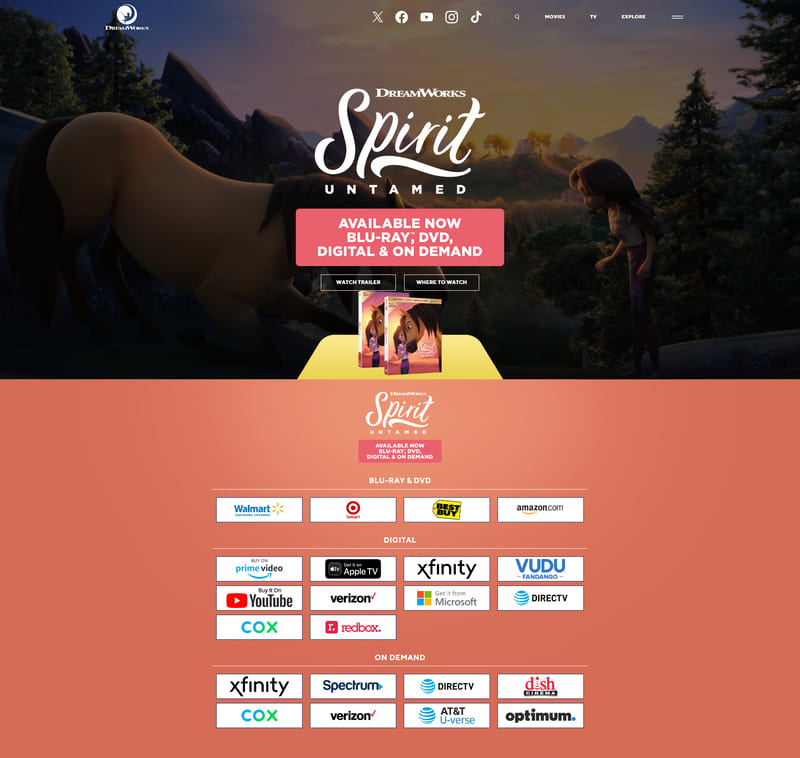 DREAMWORKS
MOVIES
TV
EXPLORE
DREAMWORKS
Spirit
UNTAMED
AVAILABLE NOW
BLU-RAY™, DVD,
DIGITAL & ON DEMAND
WATCH TRAILER
WHERE TO WATCH
DREAMWORKS
Spirit
UNTAMED
AVAILABLE NOW
BLU-RAY™, DVD,
DIGITAL & ON DEMAND
BLU-RAY & DVD
Walmart
TARGET
BEST BUY
amazon.com
DIGITAL
BUY ON
prime video
Get it on
Apple TV
xfinity
VUDU
FANDANGO
Buy It On
YouTube
verizon
Get it from
Microsoft
DIRECTV
COX
redbox.
ON DEMAND
xfinity
Spectrum
DIRECTV
dish
CINEMA
COX
verizon
AT&T
U-verse
optimum.